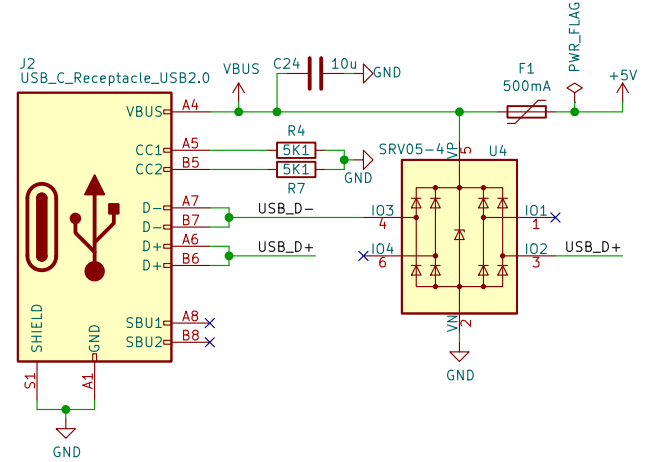 J2
USB_C_Receptacle_USB2.0
VBUS
C24
10u
GND
F1
500mA
PWR_FLAG
+5V
VBUS
A4
CC1
A5
R4
5K1
CC2
B5
5K1
R7
GND
SRV05-4
U4
VP
5
D-
A7
D-
B7
USB_D-
IO3
4
IO1
1
D+
A6
D+
B6
USB_D+
IO4
6
IO2
3
USB_D+
SBU1
A8
SBU2
B8
VN
2
GND
SHIELD
S1
GND
A1
GND